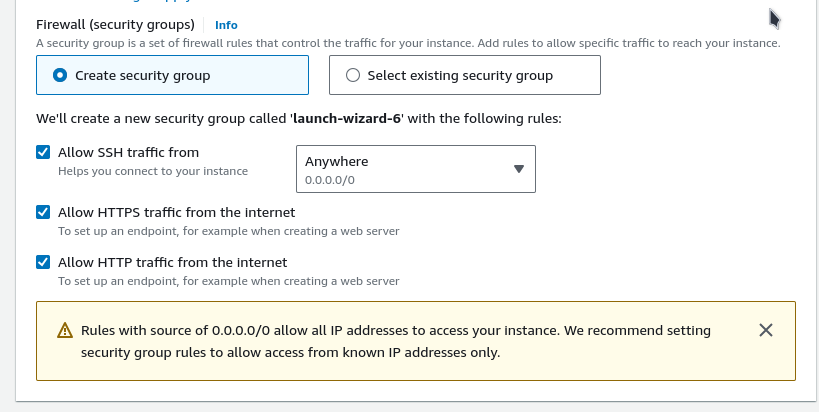 Firewall (security groups) Info
A security group is a set of firewall rules that control the traffic for your instance. Add rules to allow specific traffic to reach your instance.
Create security group
Select existing security group
We'll create a new security group called 'launch-wizard-6' with the following rules:
Allow SSH traffic from
Helps you connect to your instance
Anywhere
0.0.0.0/0
Allow HTTPS traffic from the internet
To set up an endpoint, for example when creating a web server
Allow HTTP traffic from the internet
To set up an endpoint, for example when creating a web server
Rules with source of 0.0.0.0/0 allow all IP addresses to access your instance. We recommend setting
security group rules to allow access from known IP addresses only.